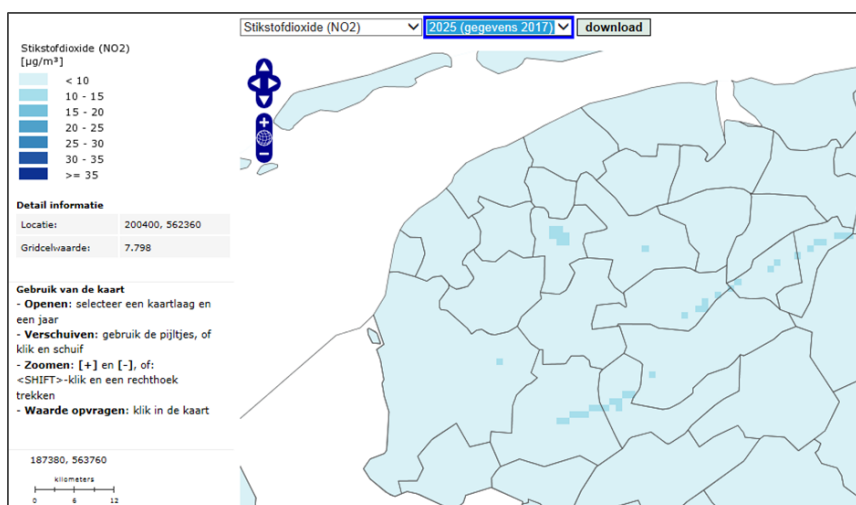 Stikstofdioxide (NO2)
2025 (gegevens 2017)
download
Stikstofdioxide (NO2)
[µg/m³]
< 10
10 - 15
15 - 20
20 - 25
25 - 30
30 - 35
>= 35
Detail informatie
Locatie: 200400, 562360
Gridcelwaarde: 7.798
Gebruik van de kaart
- Openen: selecteer een kaartlaag en
een jaar
- Verschuiven: gebruik de pijltjes, of
klik en schuif
- Zoomen: [+] en [-], of:
<SHIFT>-klik en een rechthoek
trekken
- Waarde opvragen: klik in de kaart
187380, 563760
kilometers
0 6 12